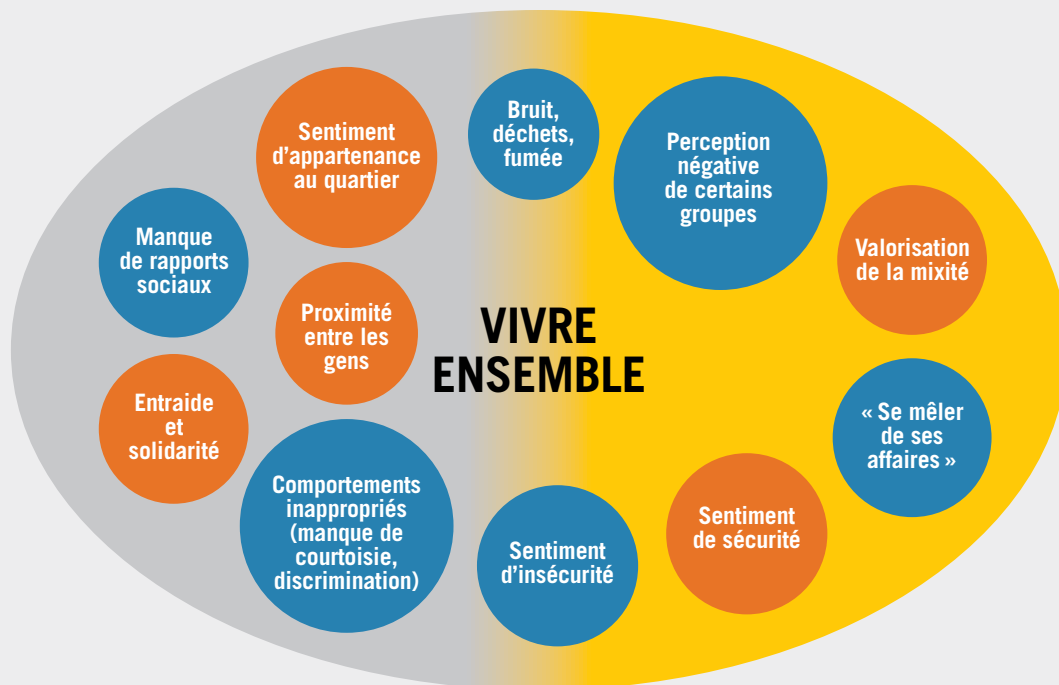 Sentiment
d'appartenance
au quartier
Bruit,
déchets,
fumée
Perception
négative
de certains
groupes
Manque
de rapports
sociaux
Valorisation
de la mixité
Proximité
entre les
gens
VIVRE
ENSEMBLE
Entraide
et
solidarité
« Se mêler
de ses
affaires »
Comportements
inappropriés
(manque de
courtoisie,
discrimination)
Sentiment
d'insécurité
Sentiment
de sécurité